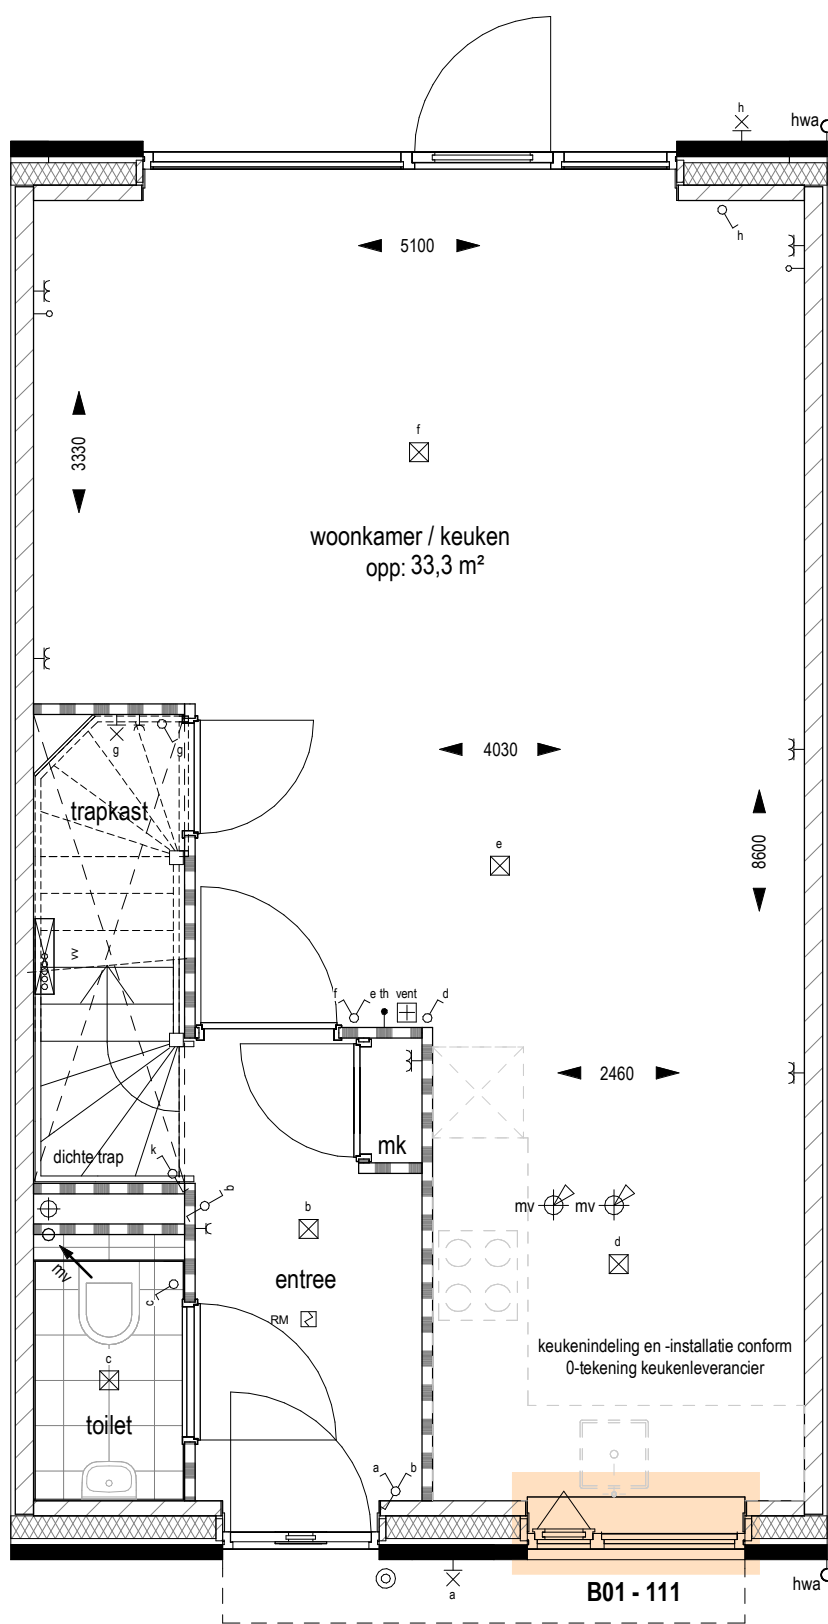 h
hwa
h
5100
3330
f
woonkamer / keuken
opp: 33,3 m²
g
g
4030
trapkast
e
8600
vv
f
e th
vent
d
2460
mk
dichte trap
k
b
mv
mv
b
d
mv
entree
c
RM
keukenindeling en -installatie conform
0-tekening keukenleverancier
c
toilet
a
b
a
B01 - 111
hwa